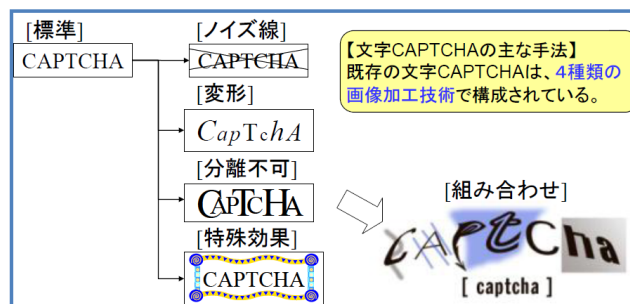 [標準]
CAPTCHA
[ノイズ線]
CAPTCHA
[変形]
CapTchA
[分離不可]
CAPTCHA
[特殊効果]
CAPTCHA
【文字CAPTCHAの主な手法】
既存の文字CAPTCHAは、4種類の
画像加工技術で構成されている。
[組み合わせ]
CAPtCha
[ captcha ]